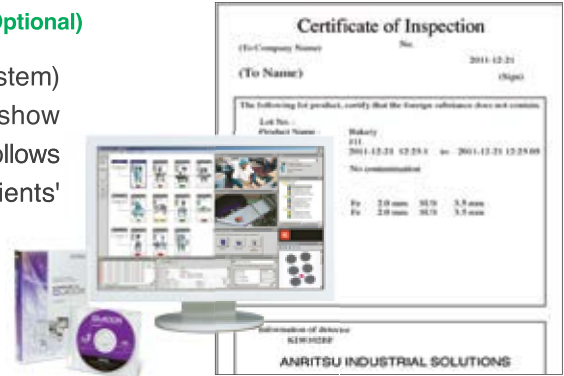 Optional)
stem)
show
ollows
ients'
Certificate of Inspection
(To Company Name)
No.
2011-12-21
(To Name)
(Sign)
The following lot product, certify that the foreign substance does not contain.
Lot No. :
Product Name :
Bakery
111
2011-12-21 12:23:1 to 2011-12-21 12:23:09
No contamination
Fe 2.0 mm SUS 3.5 mm
Fe 2.0 mm SUS 3.5 mm
Information of detector
ANRITSU INDUSTRIAL SOLUTIONS